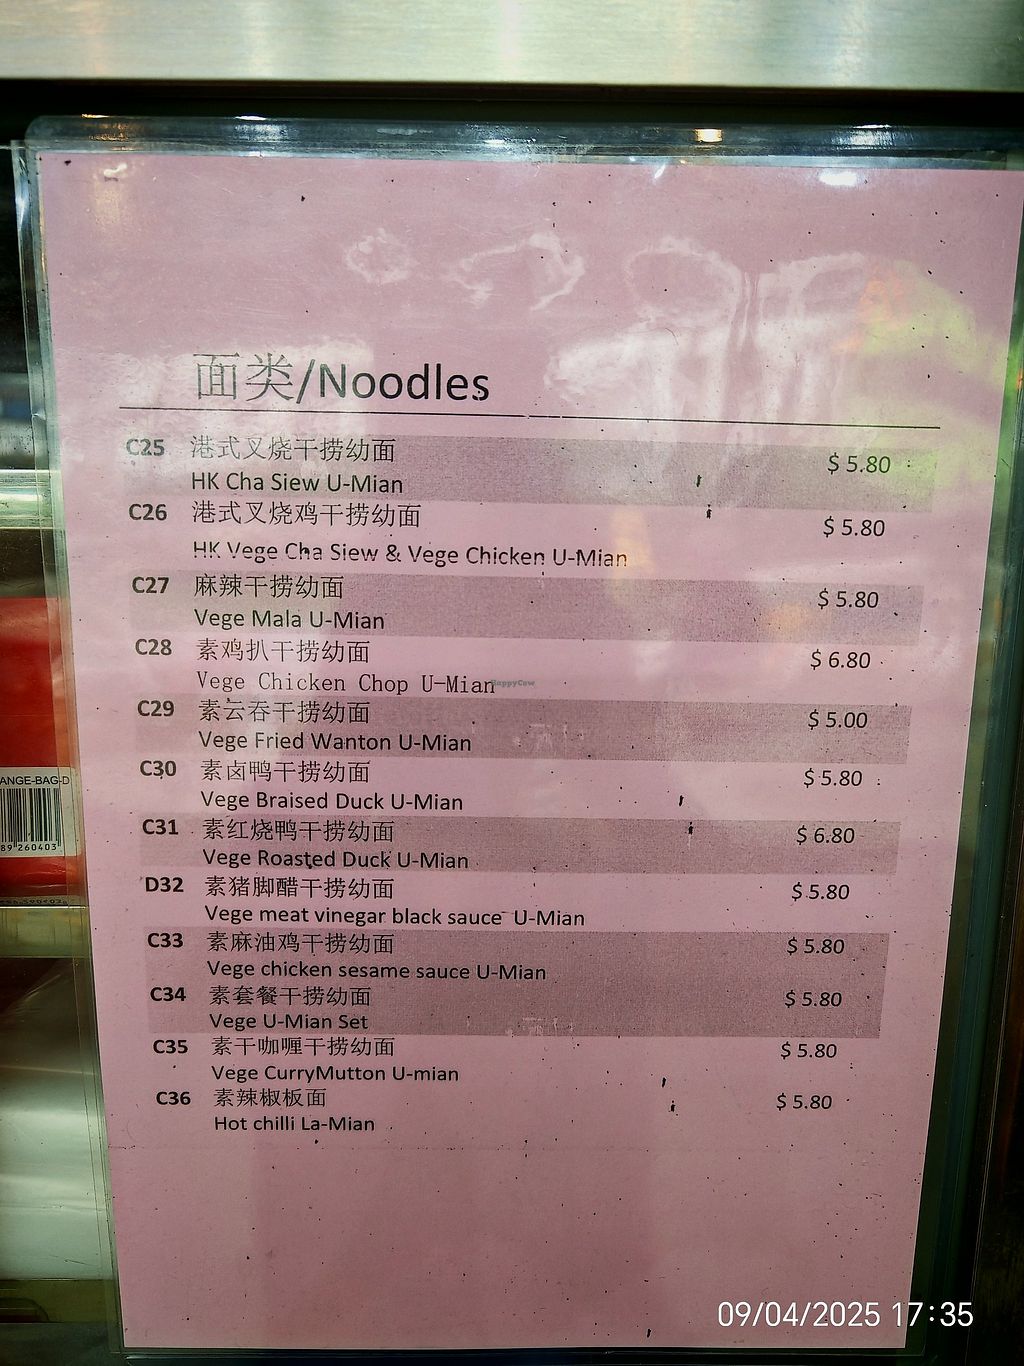 面类/Noodles
C25 港式叉烧干捞幼面 $ 5.80
HK Cha Siew U-Mian
C26 港式叉烧鸡干捞幼面 $ 5.80
HK Vege Cha Siew & Vege Chicken U-Mian
C27 麻辣干捞幼面 $ 5.80
Vege Mala U-Mian
C28 素鸡扒干捞幼面 $ 6.80
Vege Chicken Chop U-Mian
HappyCow
C29 素云吞干捞幼面 $ 5.00
Vege Fried Wanton U-Mian
C30 素卤鸭干捞幼面 $ 5.80
Vege Braised Duck U-Mian
ANGE-BAG-D
89 260403
C31 素红烧鸭干捞幼面 $ 6.80
Vege Roasted Duck U-Mian
D32 素猪脚醋干捞幼面 $ 5.80
Vege meat vinegar black sauce U-Mian
C33 素麻油鸡干捞幼面 $ 5.80
Vege chicken sesame sauce U-Mian
C34 素套餐干捞幼面 $ 5.80
Vege U-Mian Set
C35 素干咖喱干捞幼面 $ 5.80
Vege CurryMutton U-mian
C36 素辣椒板面 $ 5.80
Hot chilli La-Mian
09/04/2025 17:35